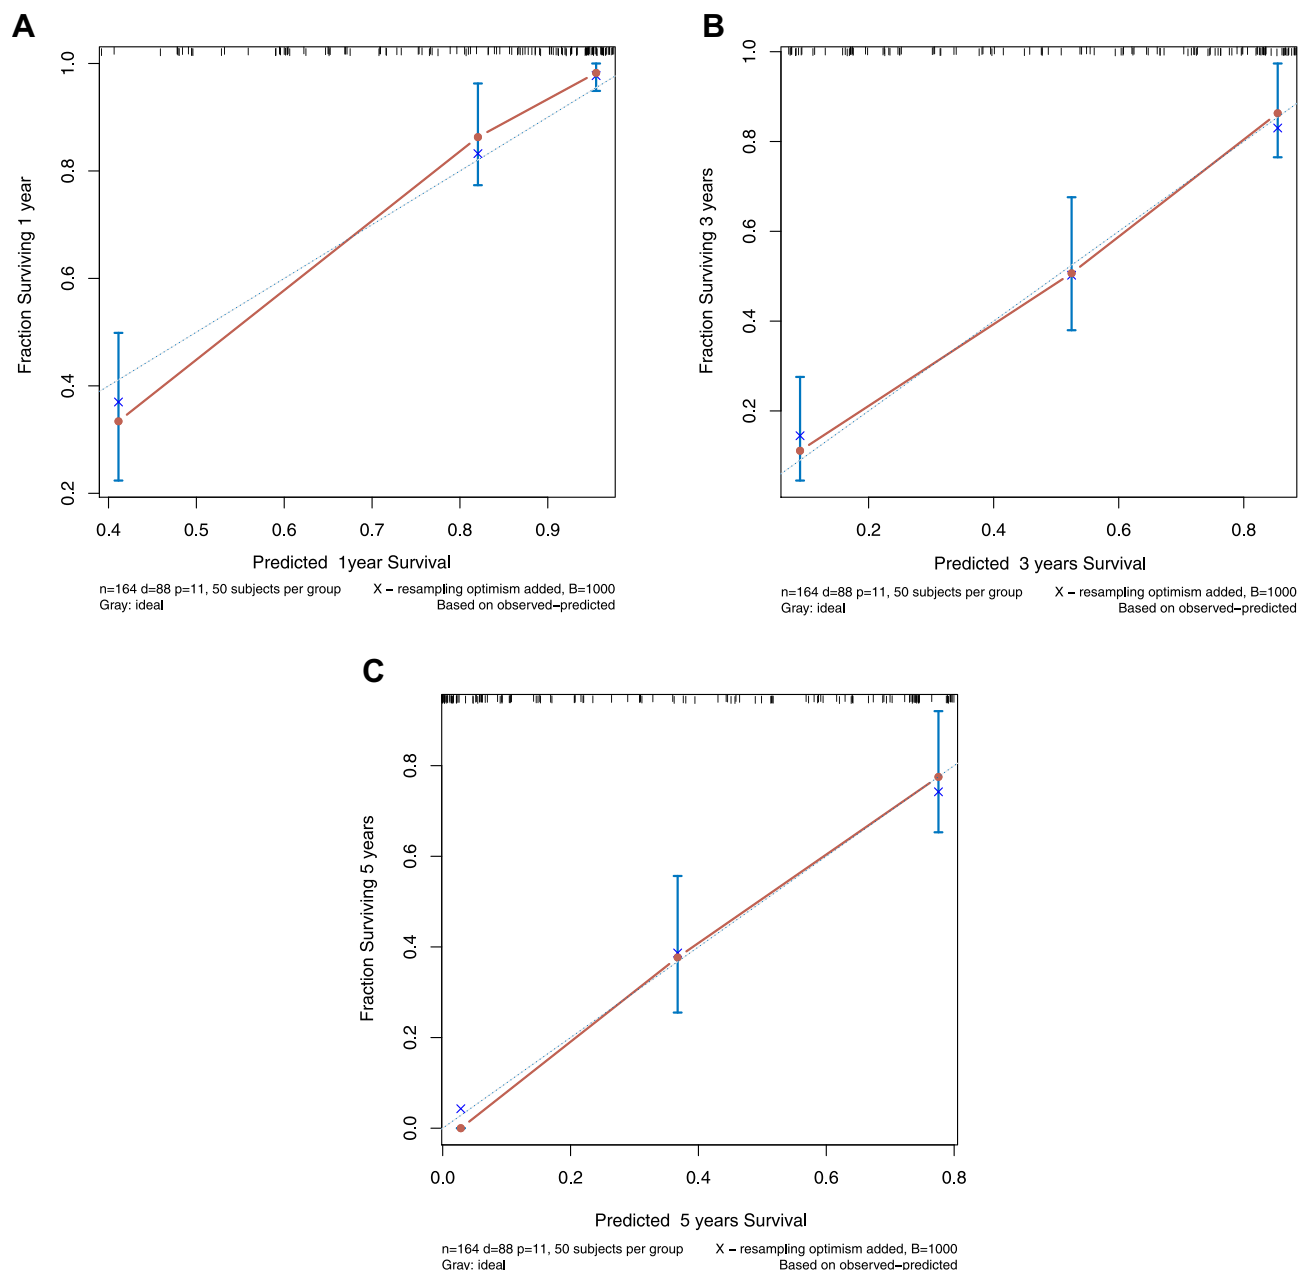 A
1.0
0.8
0.6
0.4
0.2
Fraction Surviving 1 year
0.4 0.5 0.6 0.7 0.8 0.9
Predicted 1year Survival
n=164 d=88 p=11, 50 subjects per group X − resampling optimism added, B=1000
Gray: ideal Based on observed−predicted
B
1.0
0.8
0.6
0.4
0.2
Fraction Surviving 3 years
0.2 0.4 0.6 0.8
Predicted 3 years Survival
n=164 d=88 p=11, 50 subjects per group X − resampling optimism added, B=1000
Gray: ideal Based on observed−predicted
C
0.8
0.6
0.4
0.2
0.0
Fraction Surviving 5 years
0.0 0.2 0.4 0.6 0.8
Predicted 5 years Survival
n=164 d=88 p=11, 50 subjects per group X − resampling optimism added, B=1000
Gray: ideal Based on observed−predicted